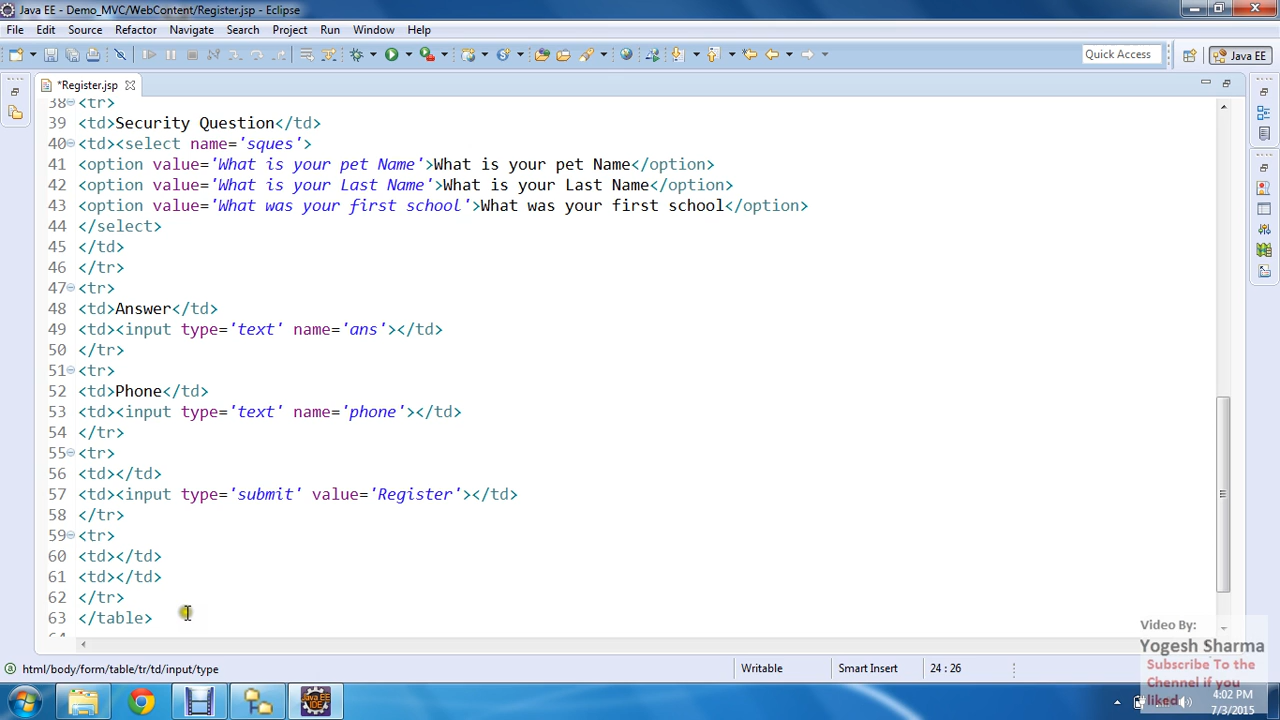 Java EE - Demo_MVC/WebContent/Register.jsp - Eclipse
File Edit Source Refactor Navigate Search Project Run Window Help
Quick Access
Java EE
*Register.jsp
38 <tr>
39 <td>Security Question</td>
40 <td><select name='sques'>
41 <option value='What is your pet Name'>What is your pet Name</option>
42 <option value='What is your Last Name'>What is your Last Name</option>
43 <option value='What was your first school'>What was your first school</option>
44 </select>
45 </td>
46 </tr>
47 <tr>
48 <td>Answer</td>
49 <td><input type='text' name='ans'></td>
50 </tr>
51 <tr>
52 <td>Phone</td>
53 <td><input type='text' name='phone'></td>
54 </tr>
55 <tr>
56 <td></td>
57 <td><input type='submit' value='Register'></td>
58 </tr>
59 <tr>
60 <td></td>
61 <td></td>
62 </tr>
63 </table>
Video By:
Yogesh Sharma
Subscribe To the
Chennel if you
liked
html/body/form/table/tr/td/input/type
Writable
Smart Insert
24 : 26
Java EE
IDE
4:02 PM
7/3/2015